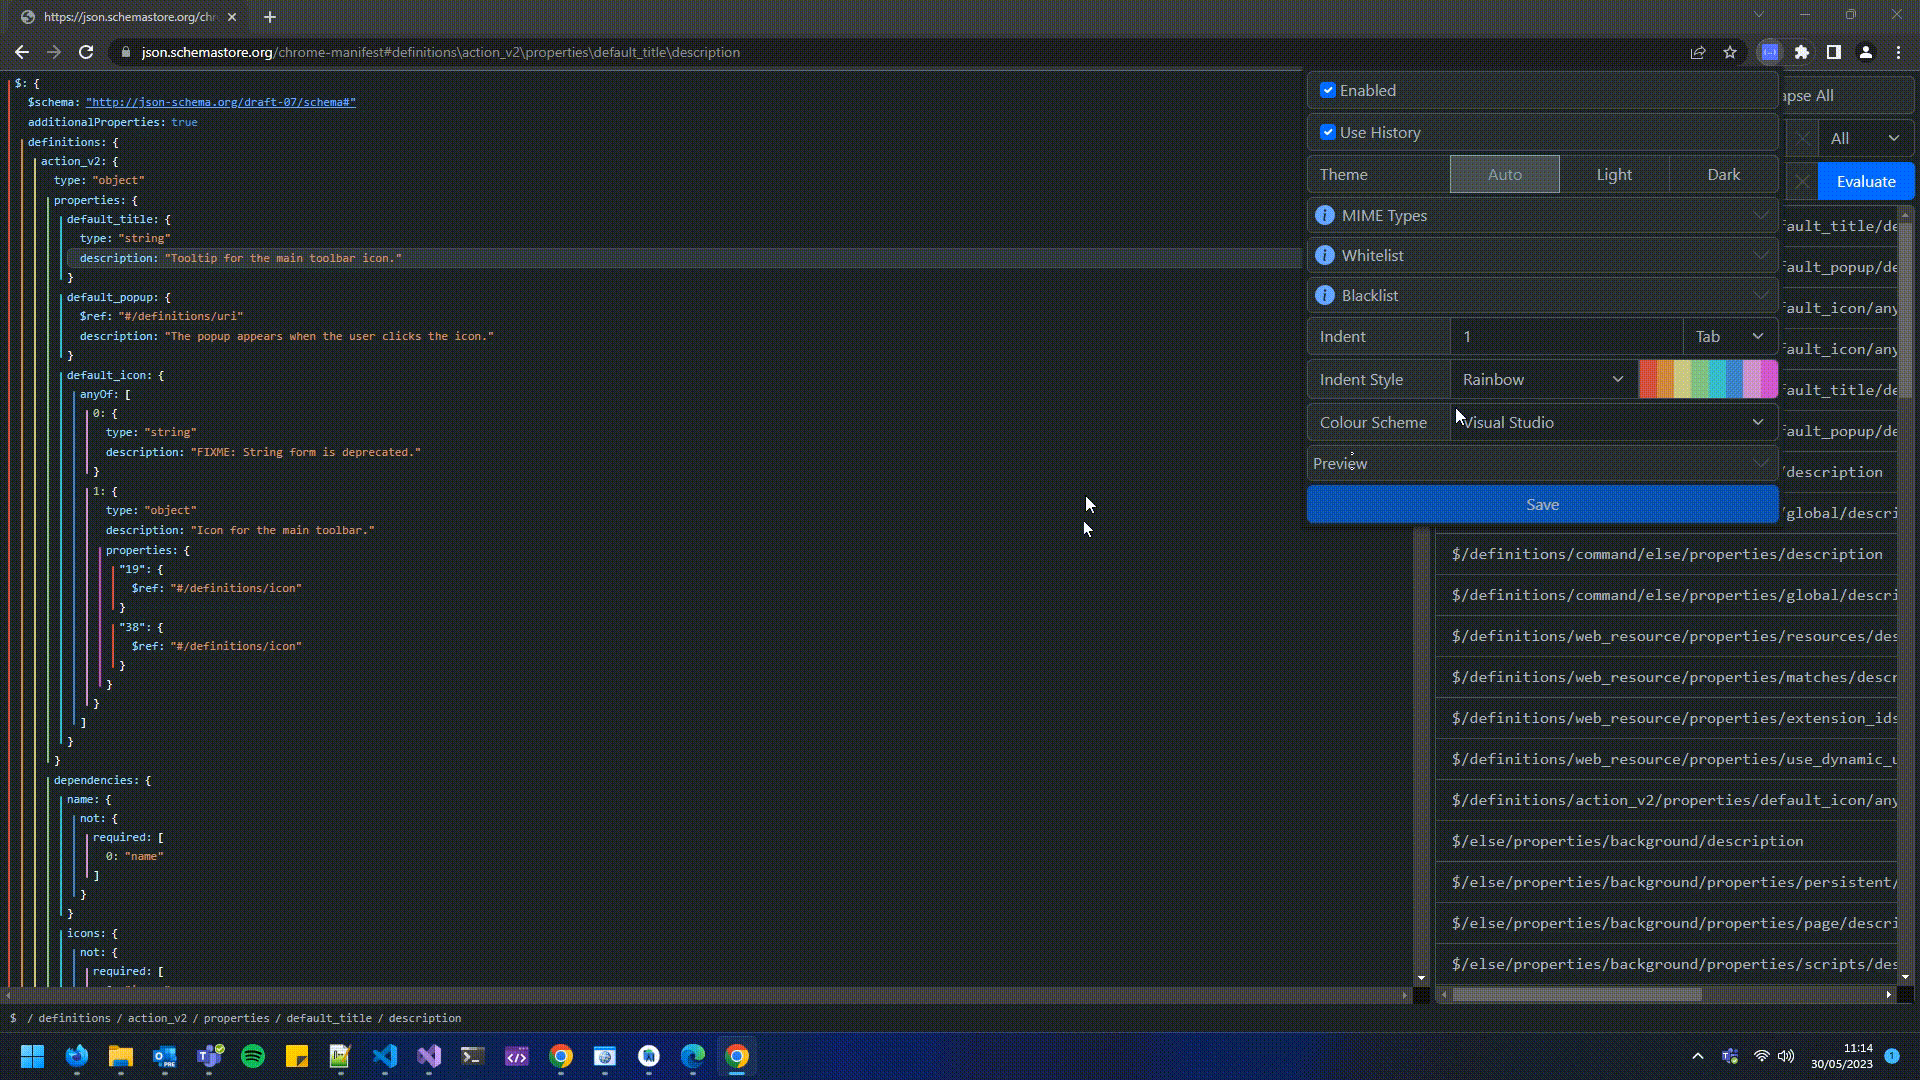 https://json.schemastore.org/chr
json.schemastore.org/chrome-manifest#definitions\action_v2\properties\default_title\description
$: {
$schema: "http://json-schema.org/draft-07/schema#"
additionalProperties: true
definitions: {
action_v2: {
type: "object"
properties: {
default_title: {
type: "string"
description: "Tooltip for the main toolbar icon."
}
default_popup: {
$ref: "#/definitions/uri"
description: "The popup appears when the user clicks the icon."
}
default_icon: {
anyOf: [
0: {
type: "string"
description: "FIXME: String form is deprecated."
}
1: {
type: "object"
description: "Icon for the main toolbar."
properties: {
"19": {
$ref: "#/definitions/icon"
}
"38": {
$ref: "#/definitions/icon"
}
}
}
]
}
}
dependencies: {
name: {
not: {
required: [
0: "name"
]
}
}
icons: {
not: {
required: [
Enabled
Use History
Theme Auto Light Dark
MIME Types
Whitelist
Blacklist
Indent 1 Tab
Indent Style Rainbow
Colour Scheme Visual Studio
Preview
Save
apse All
All
Evaluate
fault_title/de
fault_popup/de
fault_icon/any
fault_icon/any
fault_title/de
fault_popup/de
/description
/global/descri
$/definitions/command/else/properties/description
$/definitions/command/else/properties/global/descri
$/definitions/web_resource/properties/resources/des
$/definitions/web_resource/properties/matches/descr
$/definitions/web_resource/properties/extension_ids
$/definitions/web_resource/properties/use_dynamic_u
$/definitions/action_v2/properties/default_icon/any
$/else/properties/background/description
$/else/properties/background/properties/persistent/
$/else/properties/background/properties/page/descri
$/else/properties/background/properties/scripts/des
$ / definitions / action_v2 / properties / default_title / description
11:14
30/05/2023
1